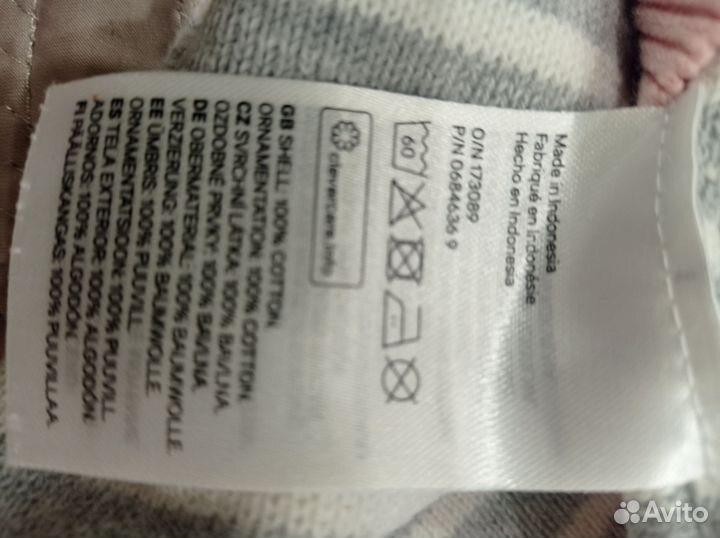 Made in Indonesia
Fabriqué en Indonésie
Hecho en Indonesia
O/N 173089
P/N 0684636 9
60
clevercare.info
GB SHELL: 100% COTTON.
ORNAMENTATION: 100% COTTON.
CZ SVRCHNÍ LÁTKA: 100% BAVLNA.
OZDOBNÉ PRVKY: 100% BAVLNA.
DE OBERMATERIAL: 100% BAUMWOLLE.
VERZIERUNG: 100% BAUMWOLLE.
EE ÜMBRIS: 100% PUUVILL.
ORNAMENTATSIOON: 100% PUUVILL.
ES TELA EXTERIOR: 100% ALGODÓN.
ADORNOS: 100% ALGODÓN.
FI PÄÄLLISKANGAS: 100% PUUVILLAA.
Avito